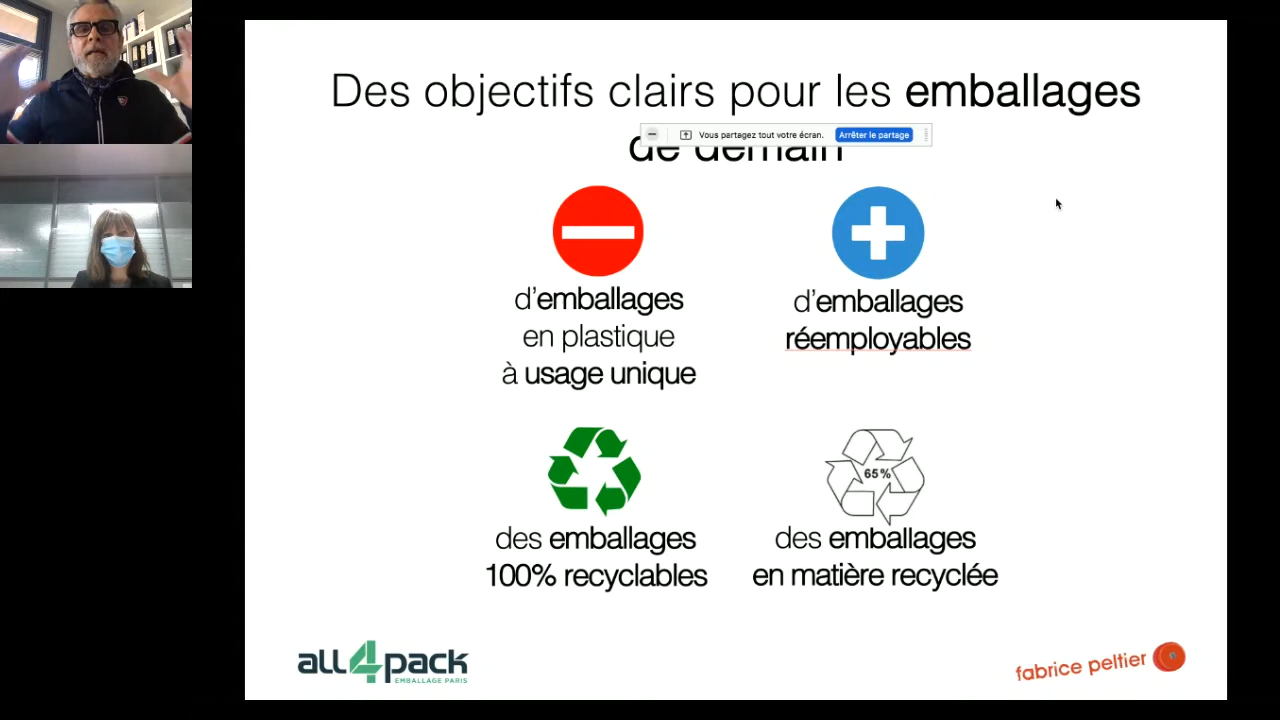 Des objectifs clairs pour les emballages
de demain
Vous partagez tout votre écran.
Arrêter le partage
d'emballages
en plastique
à usage unique
d'emballages
réemployables
des emballages
100% recyclables
65%
des emballages
en matière recyclée
all4pack
EMBALLAGE PARIS
fabrice peltier